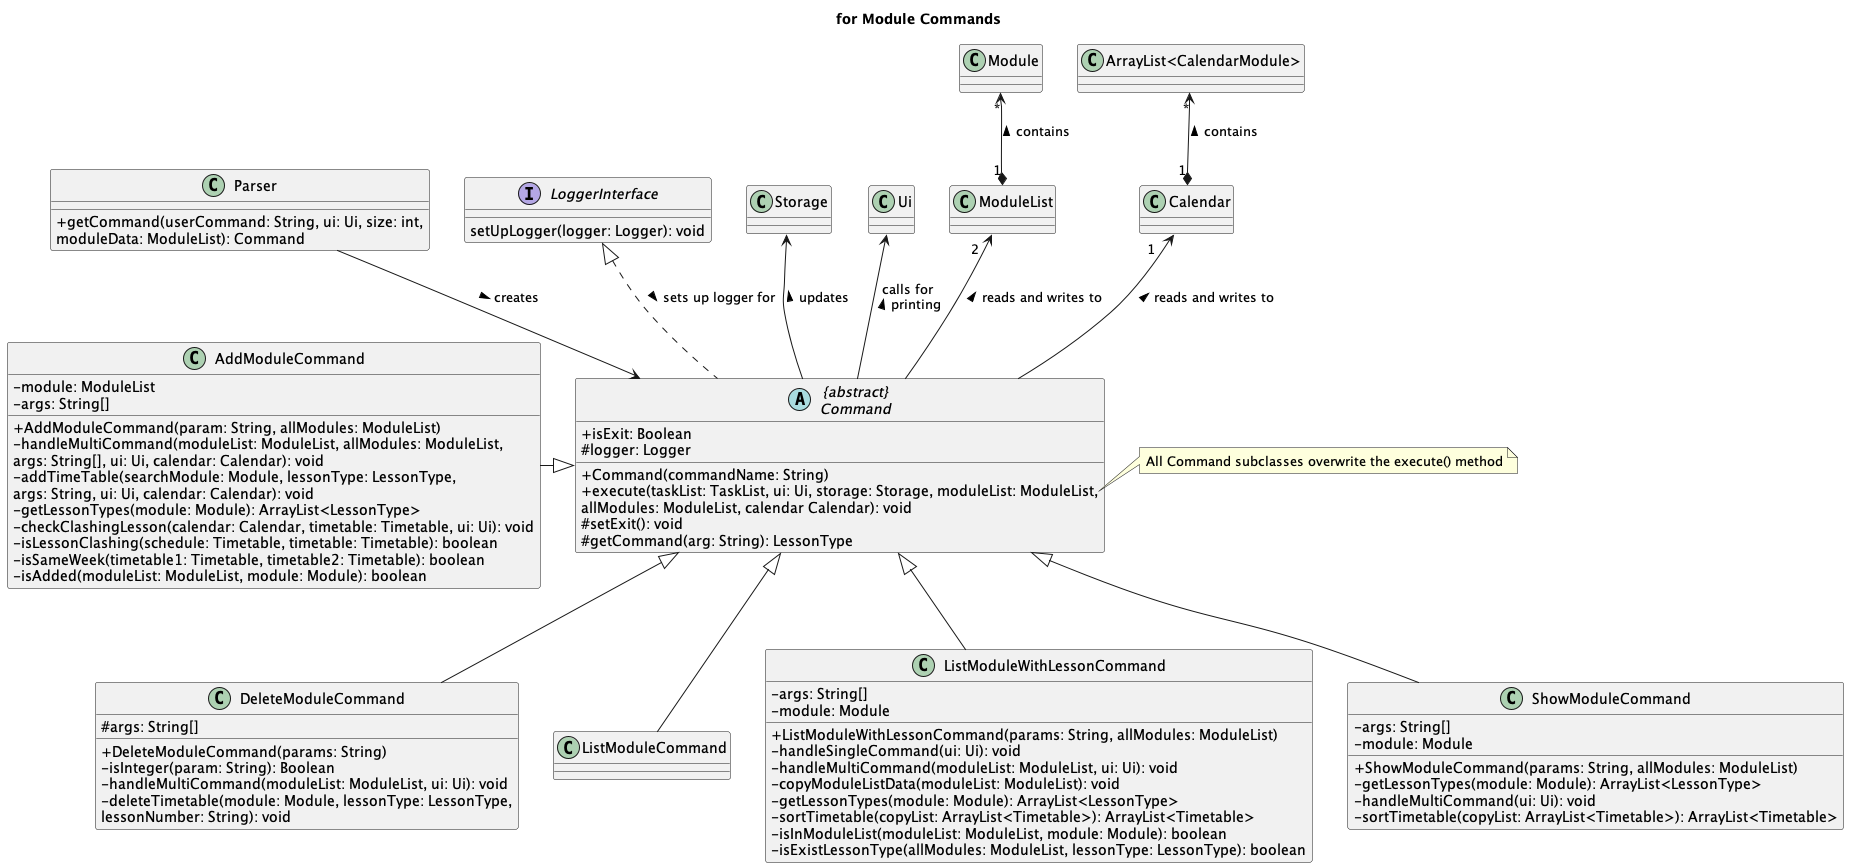 for Module Commands
C Module
C ArrayList<CalendarModule>
*
*
contains
contains
1
1
C Parser
+getCommand(userCommand: String, ui: Ui, size: int,
moduleData: ModuleList): Command
I LoggerInterface
setUpLogger(logger: Logger): void
C Storage
C Ui
C ModuleList
C Calendar
2
1
creates
sets up logger for
updates
calls for
printing
reads and writes to
reads and writes to
C AddModuleCommand
-module: ModuleList
-args: String[]
+AddModuleCommand(param: String, allModules: ModuleList)
-handleMultiCommand(moduleList: ModuleList, allModules: ModuleList,
args: String[], ui: Ui, calendar: Calendar): void
-addTimeTable(searchModule: Module, lessonType: LessonType,
args: String, ui: Ui, calendar: Calendar): void
-getLessonTypes(module: Module): ArrayList<LessonType>
-checkClashingLesson(calendar: Calendar, timetable: Timetable, ui: Ui): void
-isLessonClashing(schedule: Timetable, timetable: Timetable): boolean
-isSameWeek(timetable1: Timetable, timetable2: Timetable): boolean
-isAdded(moduleList: ModuleList, module: Module): boolean
A {abstract}
Command
+isExit: Boolean
#logger: Logger
+Command(commandName: String)
+execute(taskList: TaskList, ui: Ui, storage: Storage, moduleList: ModuleList,
allModules: ModuleList, calendar Calendar): void
#setExit(): void
#getCommand(arg: String): LessonType
All Command subclasses overwrite the execute() method
C DeleteModuleCommand
#args: String[]
+DeleteModuleCommand(params: String)
-isInteger(param: String): Boolean
-handleMultiCommand(moduleList: ModuleList, ui: Ui): void
-deleteTimetable(module: Module, lessonType: LessonType,
lessonNumber: String): void
C ListModuleCommand
C ListModuleWithLessonCommand
-args: String[]
-module: Module
+ListModuleWithLessonCommand(params: String, allModules: ModuleList)
-handleSingleCommand(ui: Ui): void
-handleMultiCommand(moduleList: ModuleList, ui: Ui): void
-copyModuleListData(moduleList: ModuleList): void
-getLessonTypes(module: Module): ArrayList<LessonType>
-sortTimetable(copyList: ArrayList<Timetable>): ArrayList<Timetable>
-isInModuleList(moduleList: ModuleList, module: Module): boolean
-isExistLessonType(allModules: ModuleList, lessonType: LessonType): boolean
C ShowModuleCommand
-args: String[]
-module: Module
+ShowModuleCommand(params: String, allModules: ModuleList)
-getLessonTypes(module: Module): ArrayList<LessonType>
-handleMultiCommand(ui: Ui): void
-sortTimetable(copyList: ArrayList<Timetable>): ArrayList<Timetable>